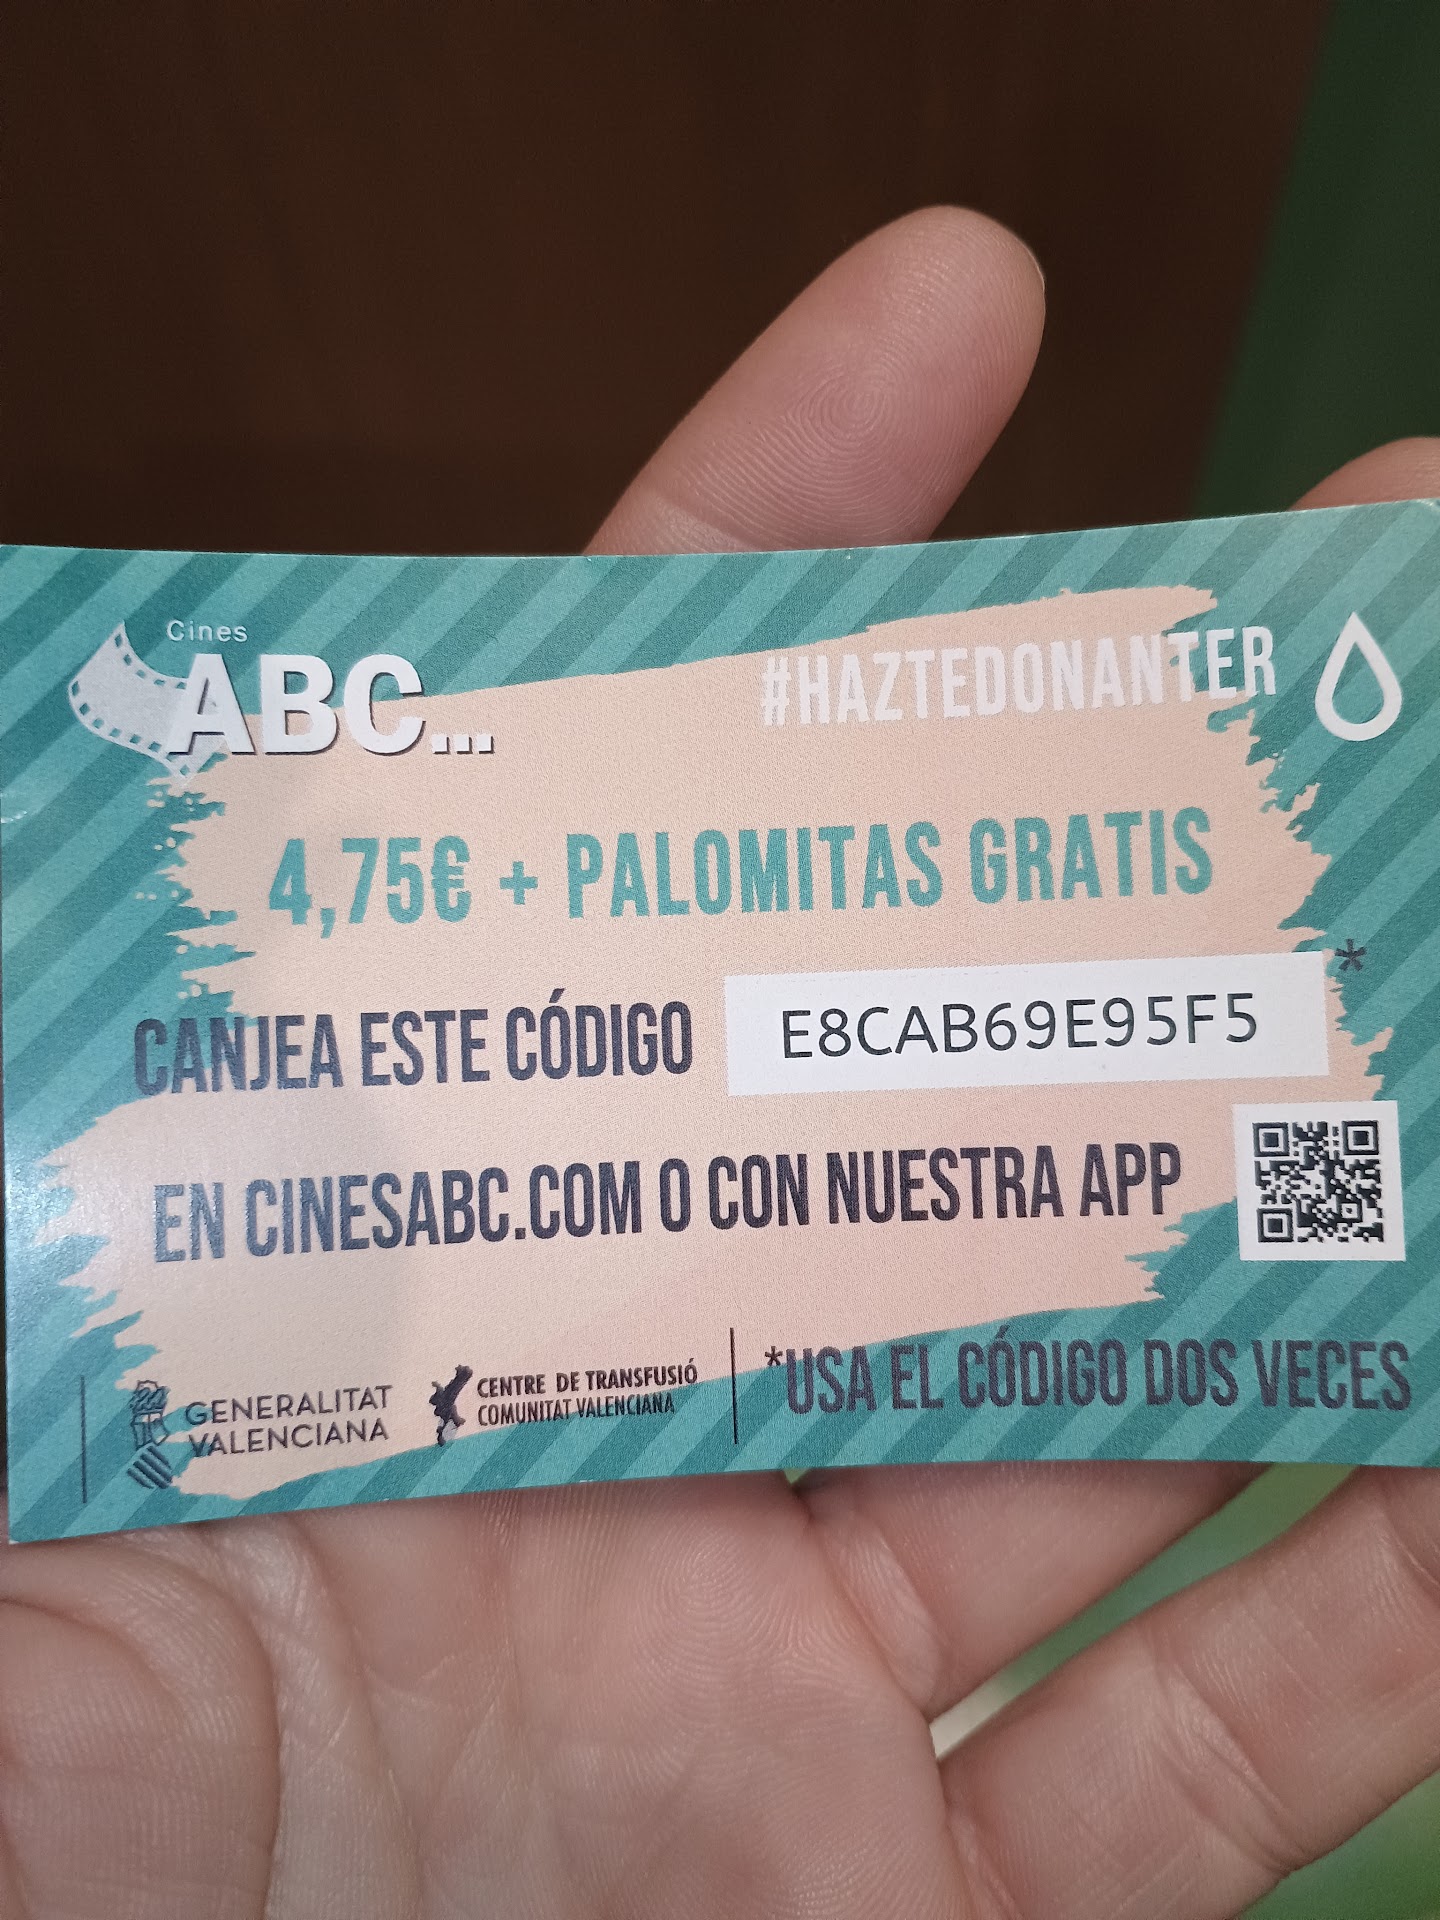 Cines
ABC...
#HAZTEDONANTER
4,75€ + PALOMITAS GRATIS
CANJEA ESTE CÓDIGO E8CAB69E95F5*
EN CINESABC.COM O CON NUESTRA APP
GENERALITAT
VALENCIANA
CENTRE DE TRANSFUSIÓ
COMUNITAT VALENCIANA
*USA EL CÓDIGO DOS VECES